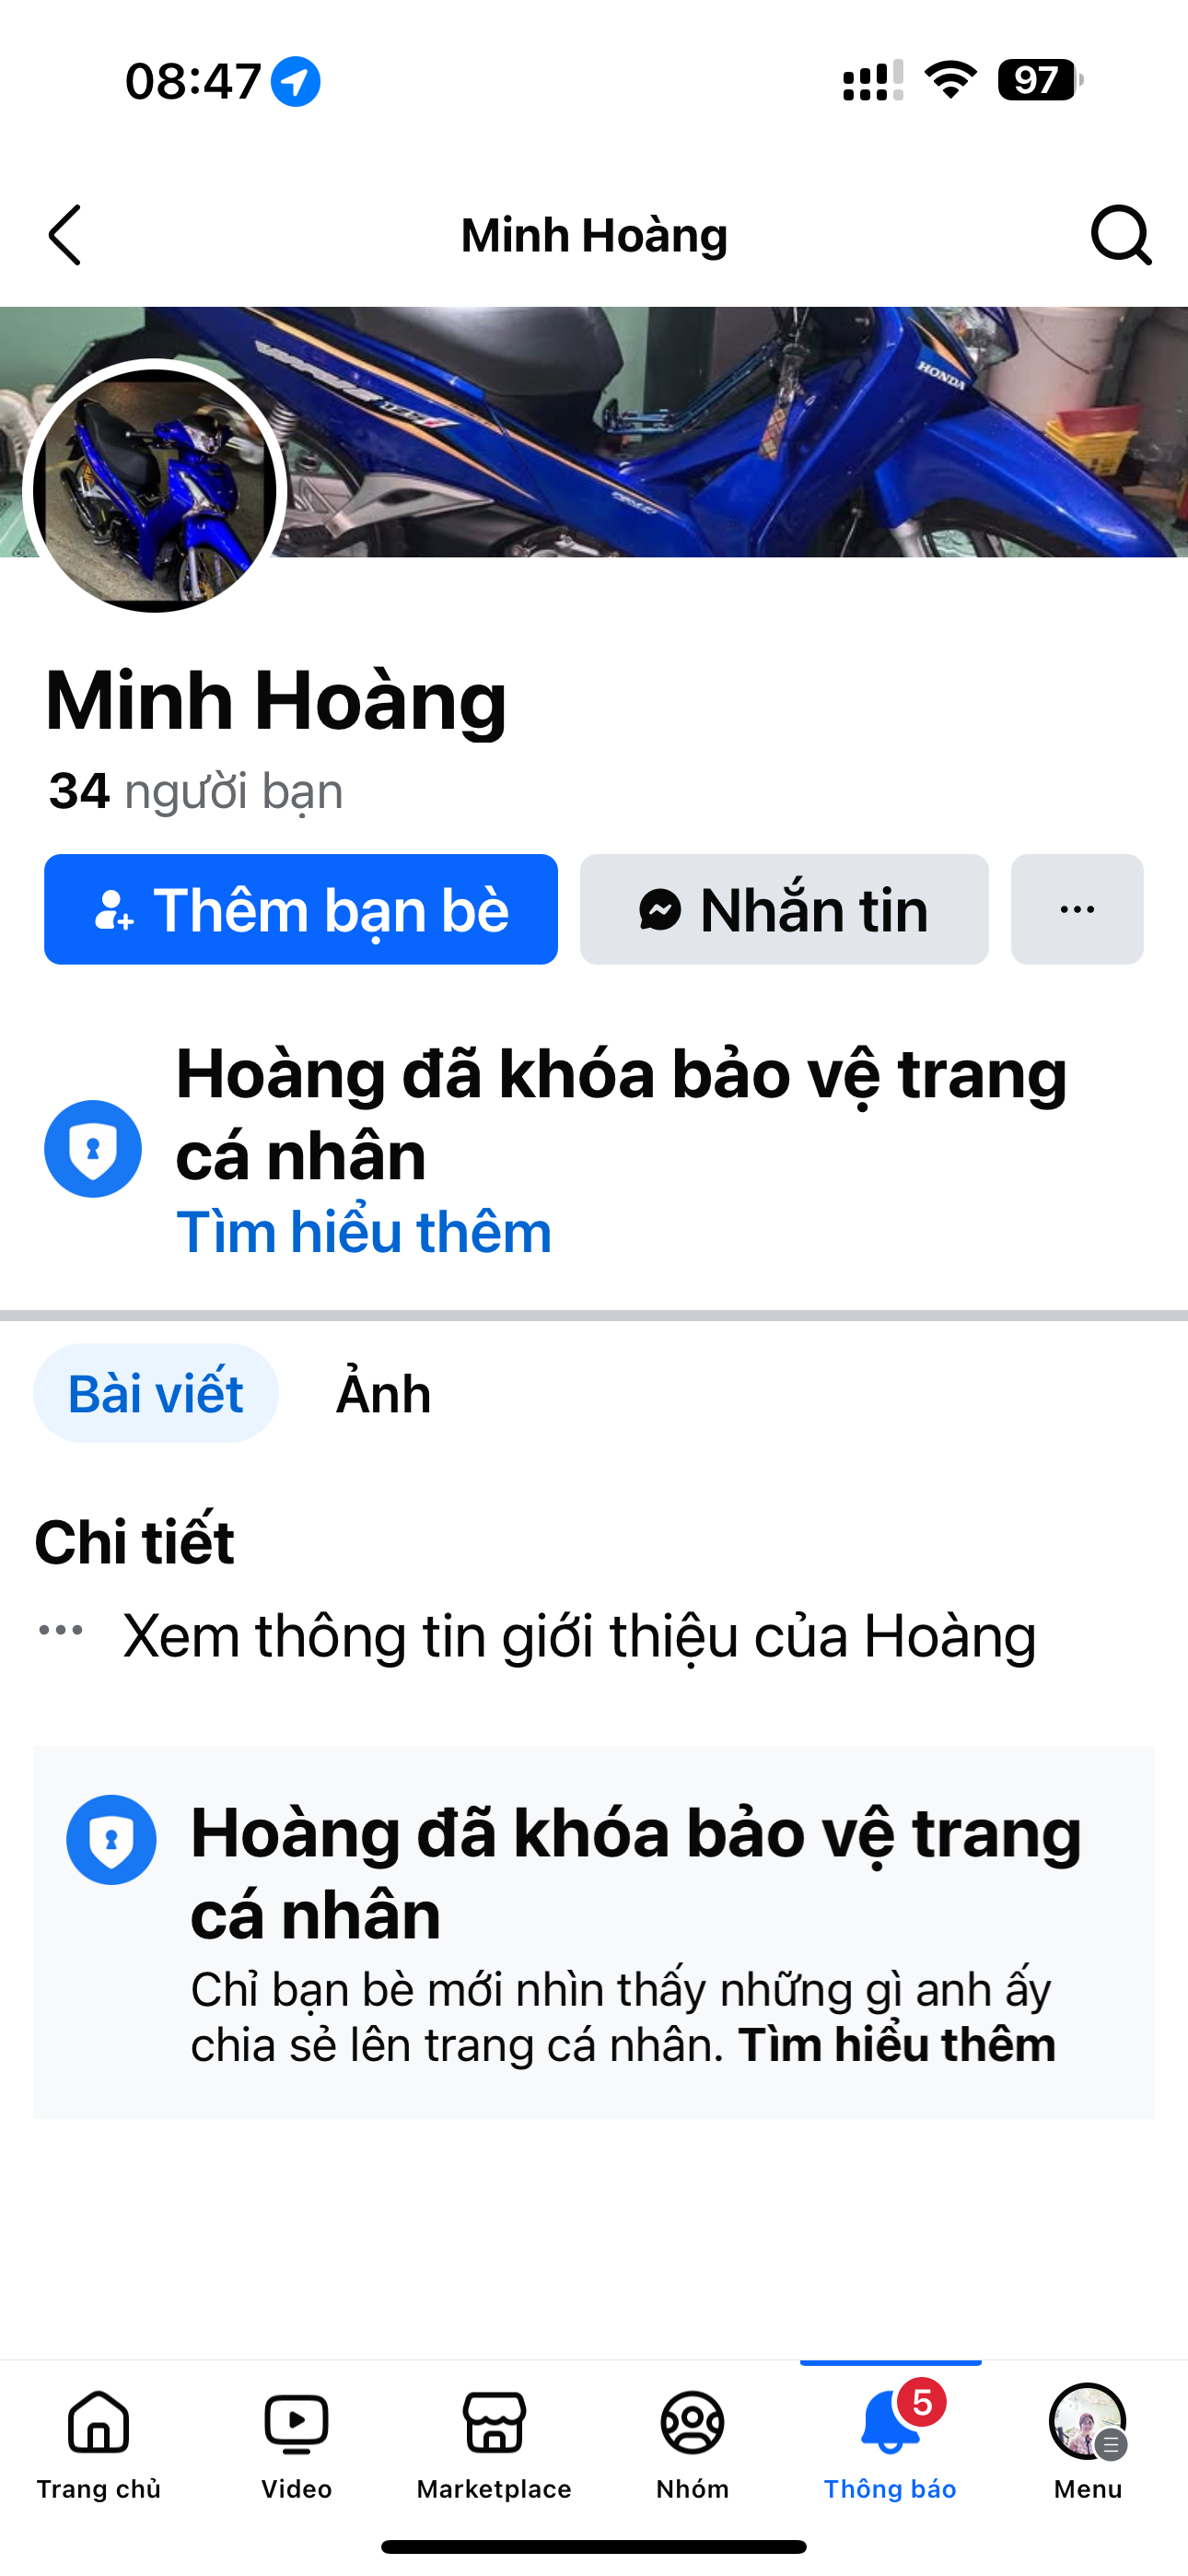 08:47
97
Minh Hoàng
HONDA
Minh Hoàng
34 người bạn
Thêm bạn bè
Nhắn tin
Hoàng đã khóa bảo vệ trang
cá nhân
Tìm hiểu thêm
Bài viết
Ảnh
Chi tiết
Xem thông tin giới thiệu của Hoàng
Hoàng đã khóa bảo vệ trang
cá nhân
Chỉ bạn bè mới nhìn thấy những gì anh ấy
chia sẻ lên trang cá nhân. Tìm hiểu thêm
5
Trang chủ
Video
Marketplace
Nhóm
Thông báo
Menu